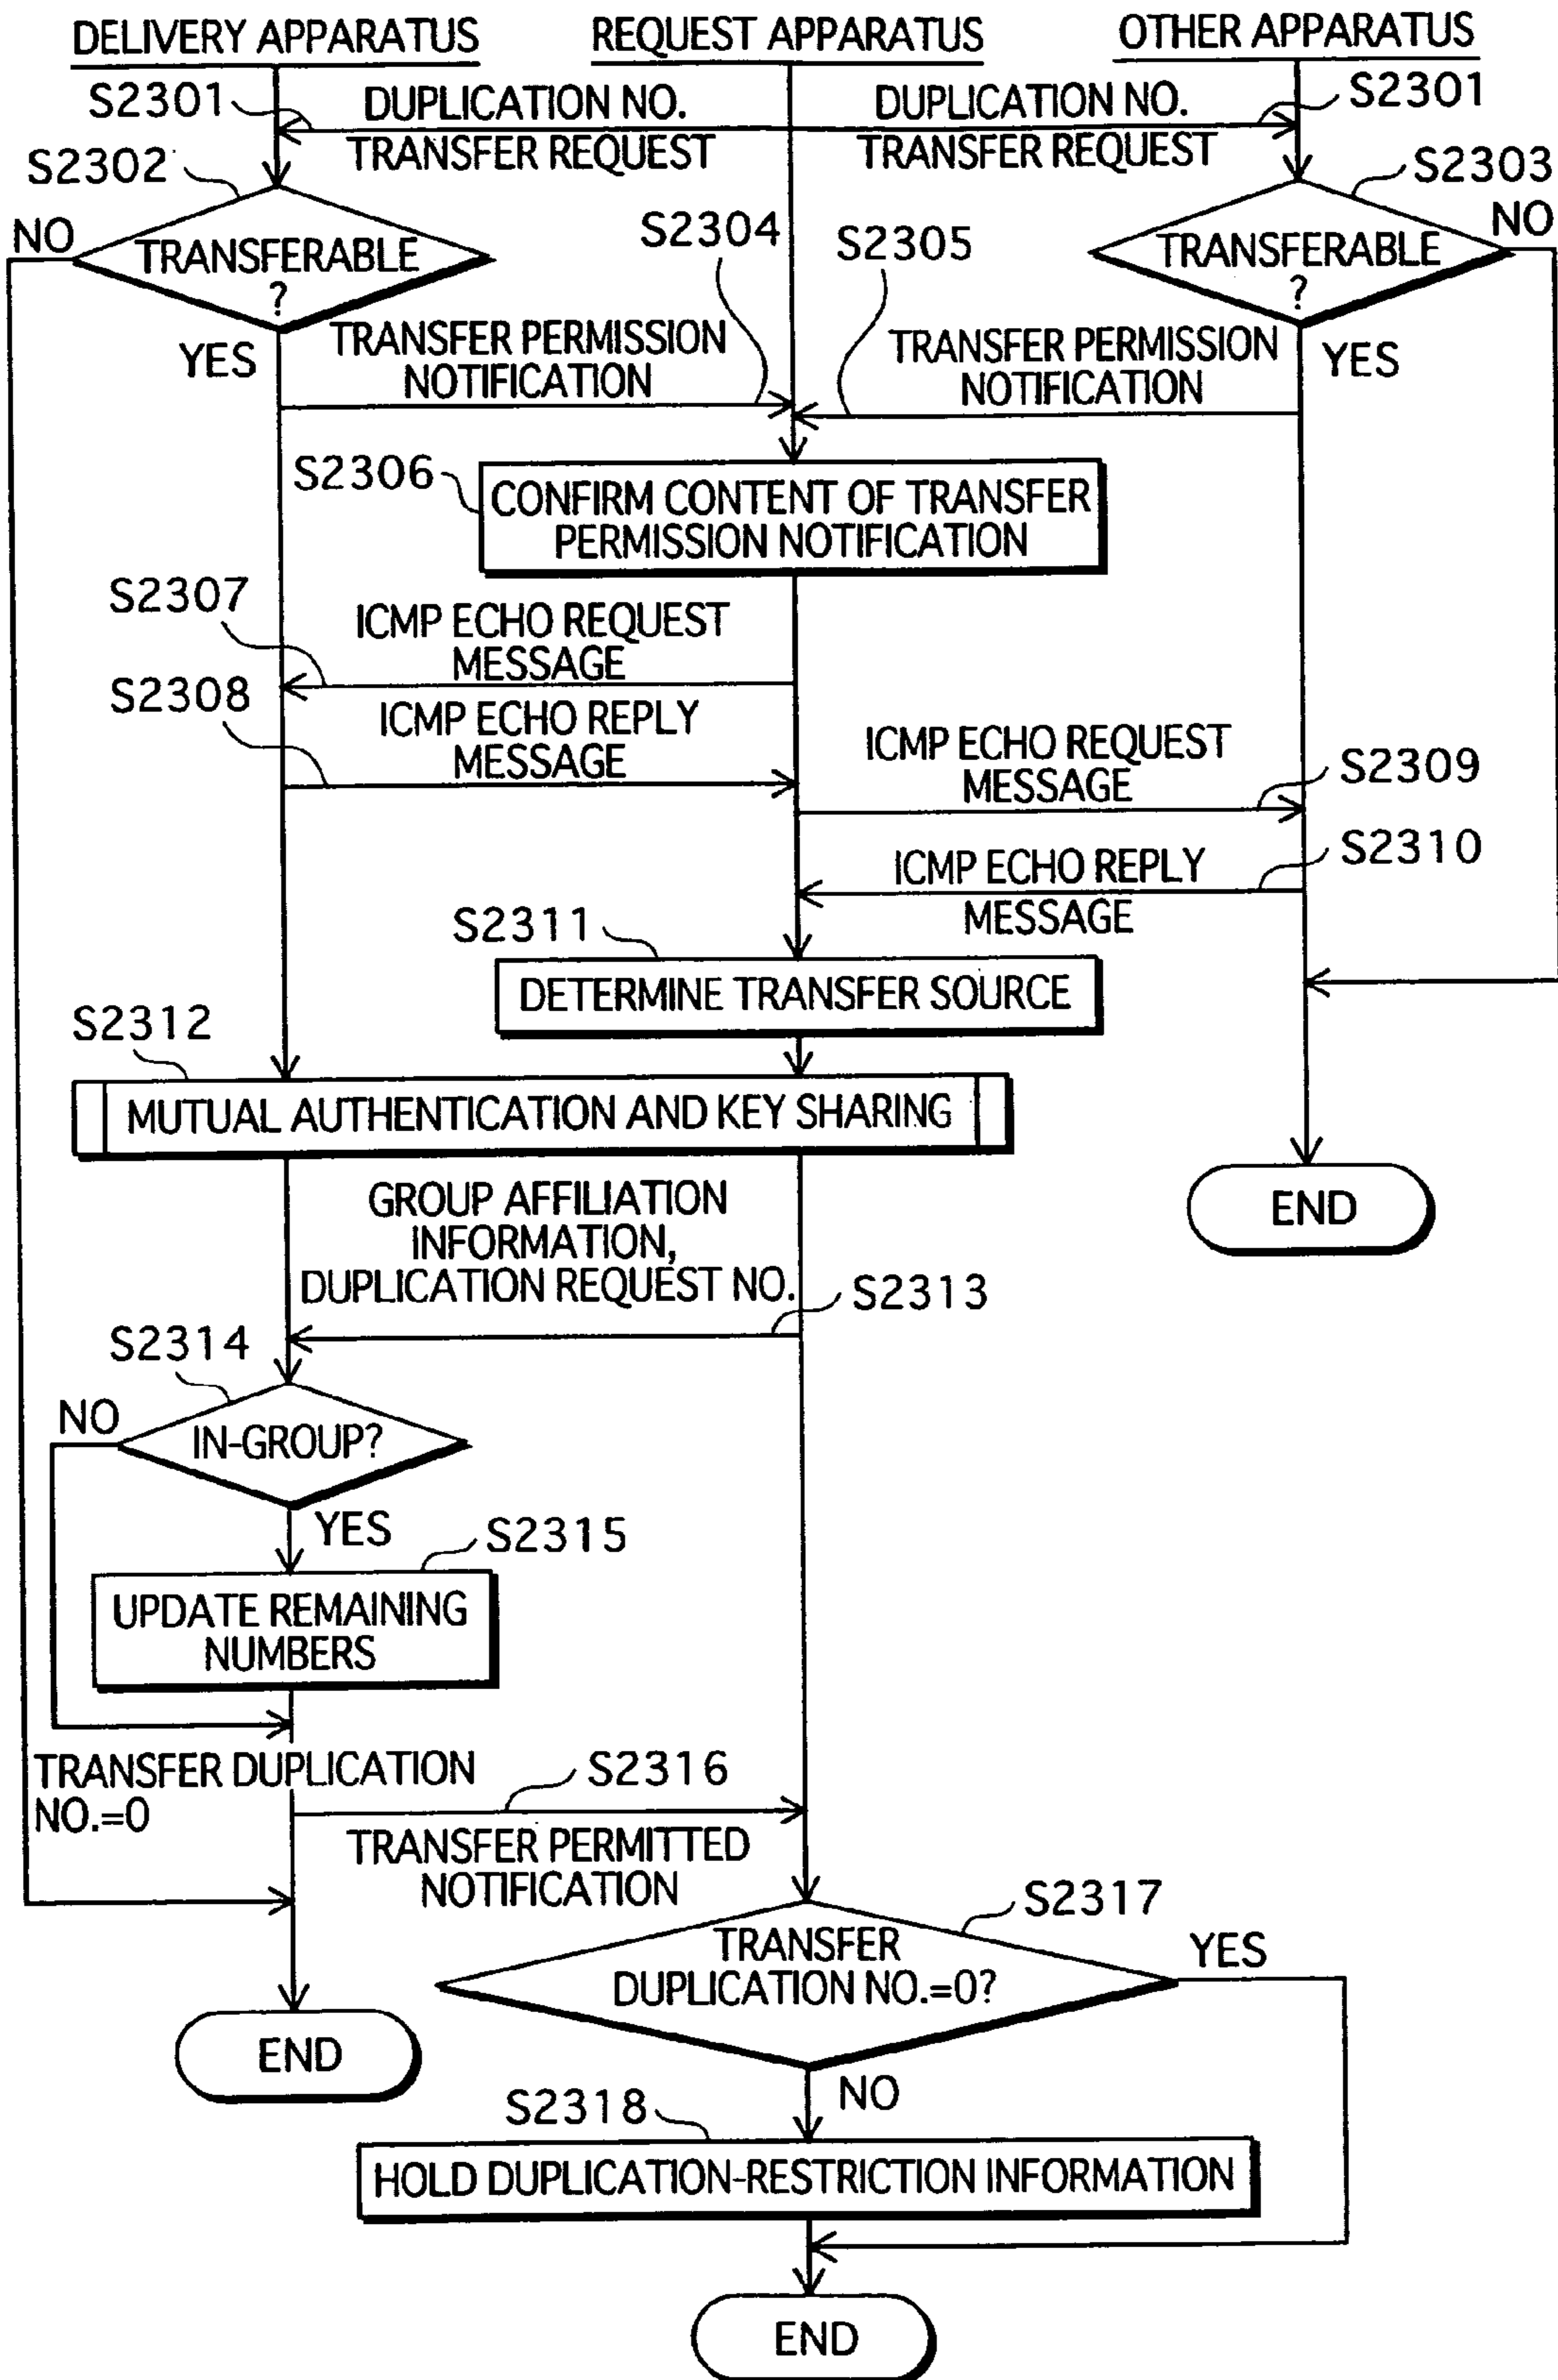 DELIVERY APPARATUS
REQUEST APPARATUS
OTHER APPARATUS
S2301
DUPLICATION NO.
TRANSFER REQUEST
DUPLICATION NO.
TRANSFER REQUEST
S2301
S2302
NO
TRANSFERABLE
?
YES
S2303
NO
TRANSFERABLE
?
YES
S2304
S2305
TRANSFER PERMISSION
NOTIFICATION
TRANSFER PERMISSION
NOTIFICATION
S2306
CONFIRM CONTENT OF TRANSFER
PERMISSION NOTIFICATION
S2307
ICMP ECHO REQUEST
MESSAGE
S2308
ICMP ECHO REPLY
MESSAGE
ICMP ECHO REQUEST
MESSAGE
S2309
ICMP ECHO REPLY
MESSAGE
S2310
S2311
DETERMINE TRANSFER SOURCE
S2312
MUTUAL AUTHENTICATION AND KEY SHARING
END
GROUP AFFILIATION
INFORMATION,
DUPLICATION REQUEST NO.
S2313
S2314
NO
IN-GROUP?
YES
S2315
UPDATE REMAINING
NUMBERS
TRANSFER DUPLICATION
NO.=0
S2316
TRANSFER PERMITTED
NOTIFICATION
END
S2317
TRANSFER
DUPLICATION NO.=0?
YES
NO
S2318
HOLD DUPLICATION-RESTRICTION INFORMATION
END